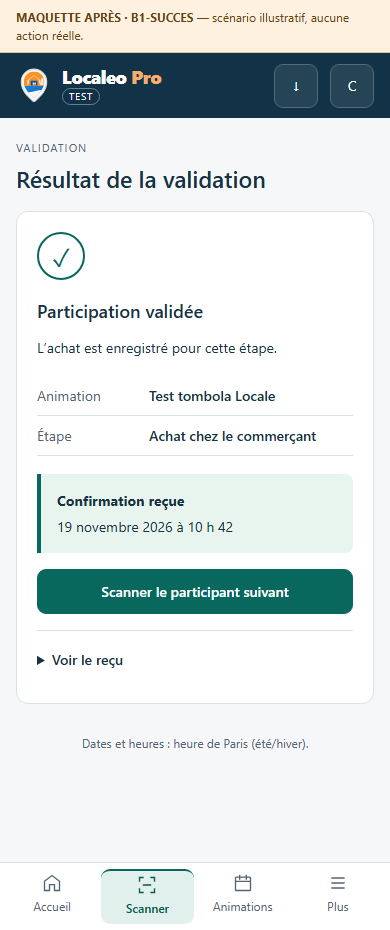 MAQUETTE APRÈS · B1-SUCCES — scénario illustratif, aucune
action réelle.
Localeo Pro
TEST
↓
C
VALIDATION
Résultat de la validation
✓
Participation validée
L’achat est enregistré pour cette étape.
Animation Test tombola Locale
Étape Achat chez le commerçant
Confirmation reçue
19 novembre 2026 à 10 h 42
Scanner le participant suivant
▶ Voir le reçu
Dates et heures : heure de Paris (été/hiver).
Accueil Scanner Animations Plus